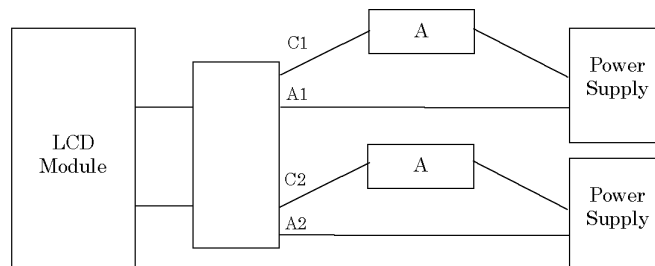 C1
A
Power
Supply
A1
LCD
Module
C2
A
Power
Supply
A2